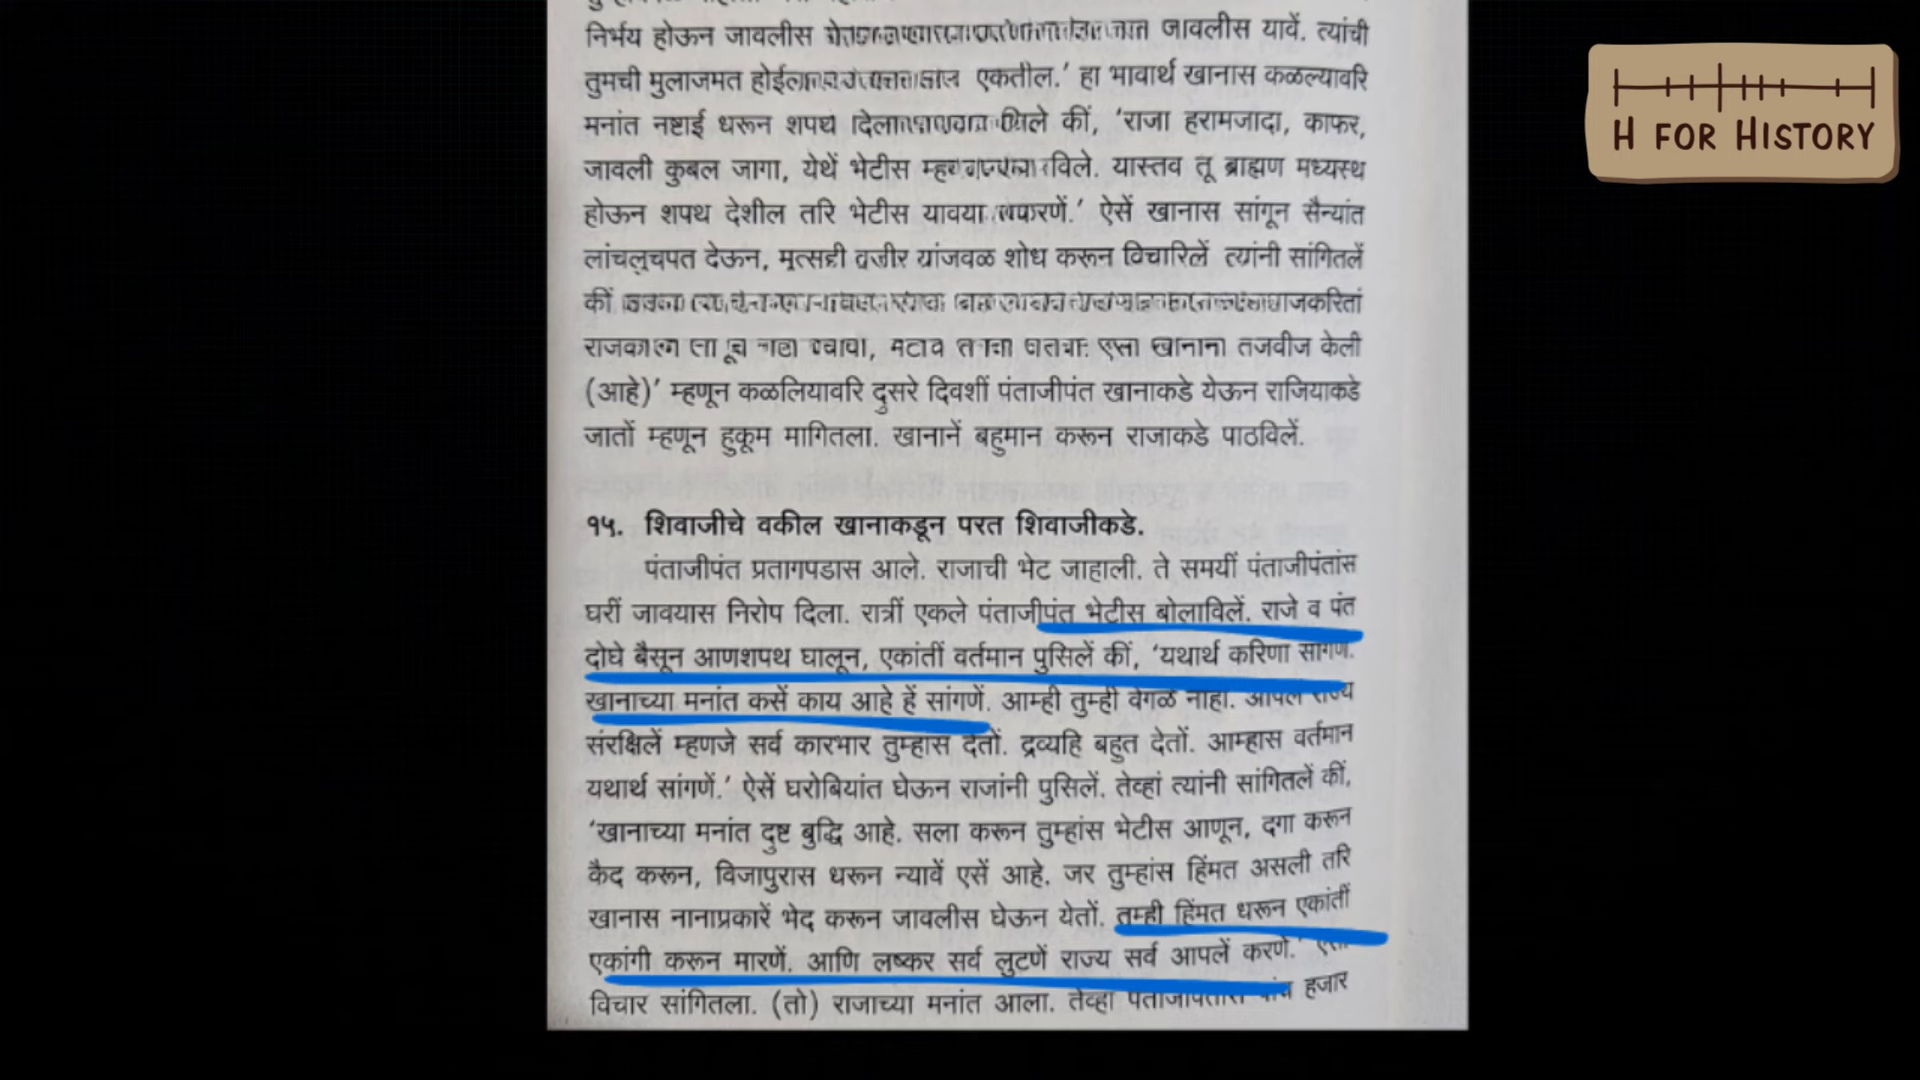 निर्भय होऊन जावलीस जावलीस यावें. त्यांची
तुमची मुलाजमत एकतील.’ हा भावार्थ खानास कळल्यावरि
मनांत नष्टाई धरून शपथ कीं, ‘राजा हरामजादा, काफर,
जावली कुबल जागा, येथें भेटीस यास्तव तू ब्राह्मण मध्यस्थ
होऊन शपथ देशील तरि भेटीस यावया ऐसें खानास सांगून सैन्यांत
लांचलुचपत देऊन, मुत्सद्दी वजीर यांजवळ शोध करून विचारिलें त्यांनी सांगितलें
कीं
तजवीज केली
(आहे)’ म्हणून कळलियावरि दुसरे दिवशीं पंताजीपंत खानाकडे येऊन राजियाकडे
जातों म्हणून हुकूम मागितला. खानानें बहुमान करून राजाकडे पाठविलें.
१५. शिवाजीचे वकील खानाकडून परत शिवाजीकडे.
पंताजीपंत प्रतागपडास आले. राजाची भेट जाहाली. ते समयीं पंताजीपंतांस
घरीं जावयास निरोप दिला. रात्रीं एकले पंताजीपंत भेटीस बोलाविलें. राजे व पंत
दोघे बैसून आणशपथ घालून, एकांतीं वर्तमान पुसिलें कीं, ‘यथार्थ करिणा सांगणे.
खानाच्या मनांत कसें काय आहे हें सांगणें. आम्ही तुम्ही वेगळे नाहीं. आपलें राज्य
संरक्षिलें म्हणजे सर्व कारभार तुम्हास देतों. द्रव्यहि बहुत देतों. आम्हास वर्तमान
यथार्थ सांगणें.’ ऐसें घरोबियांत घेऊन राजांनी पुसिलें. तेव्हां त्यांनी सांगितलें कीं,
‘खानाच्या मनांत दुष्ट बुद्धि आहे. सला करून तुम्हांस भेटीस आणून, दगा करून
कैद करून, विजापुरास धरून न्यावें एसें आहे. जर तुम्हांस हिंमत असली तरि
खानास नानाप्रकारें भेद करून जावलीस घेऊन येतों. तुम्ही हिंमत धरून एकांतीं
एकांगी करून मारणें. आणि लष्कर सर्व लुटणें राज्य सर्व आपलें करणे.’
विचार सांगितला. (तो) राजाच्या मनांत आला. तेव्हा हजार
H FOR HISTORY